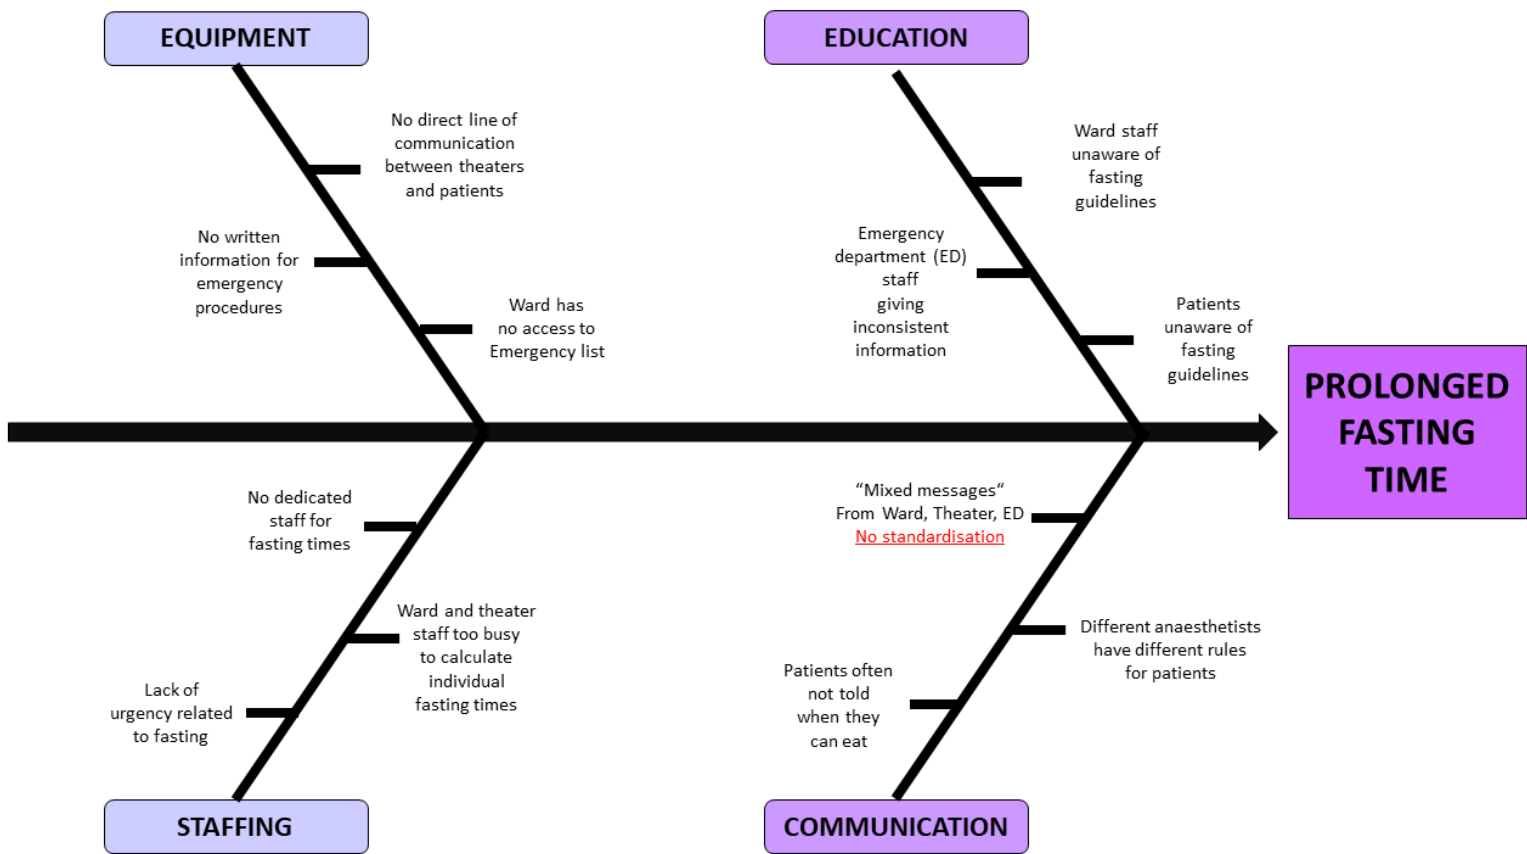 EQUIPMENT
No direct line of
communication
between theaters
and patients
No written
information for
emergency
procedures
Ward has
no access to
Emergency list
EDUCATION
Ward staff
unaware of
fasting
guidelines
Emergency
department (ED)
staff
giving
inconsistent
information
Patients
unaware of
fasting
guidelines
PROLONGED
FASTING
TIME
No dedicated
staff for
fasting times
Ward and theater
staff too busy
to calculate
individual
fasting times
Lack of
urgency related
to fasting
STAFFING
“Mixed messages“
From Ward, Theater, ED
No standardisation
Different anaesthetists
have different rules
for patients
Patients often
not told
when they
can eat
COMMUNICATION